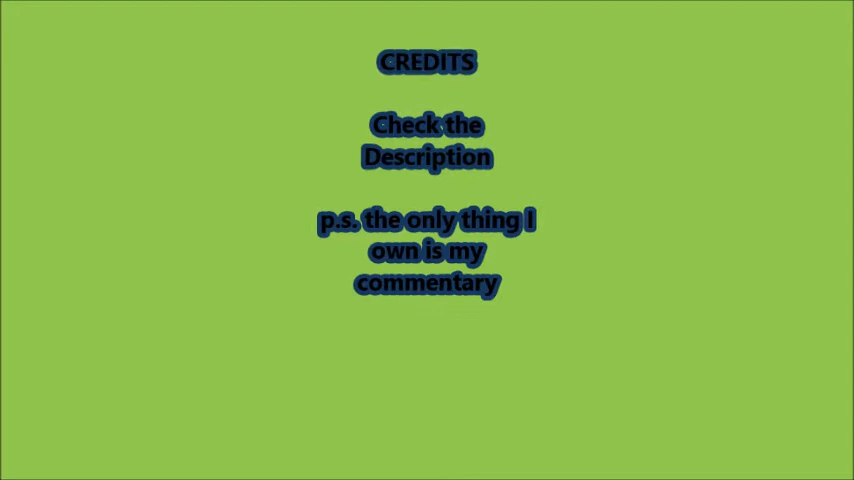 CREDITS
Check the
Description
p.s. the only thing I
own is my
commentary